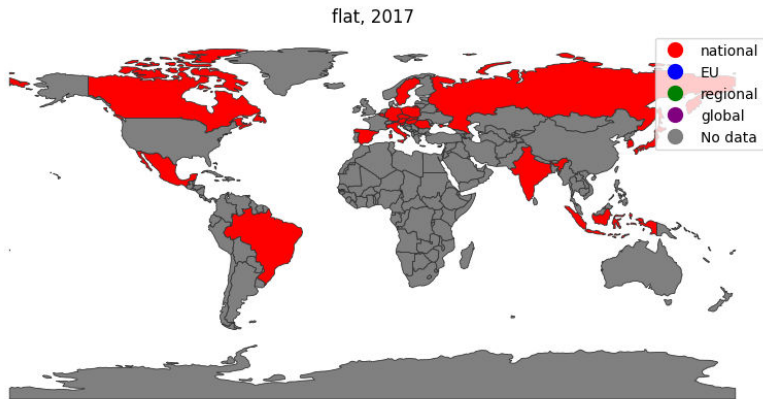 flat, 2017
national
EU
regional
global
No data